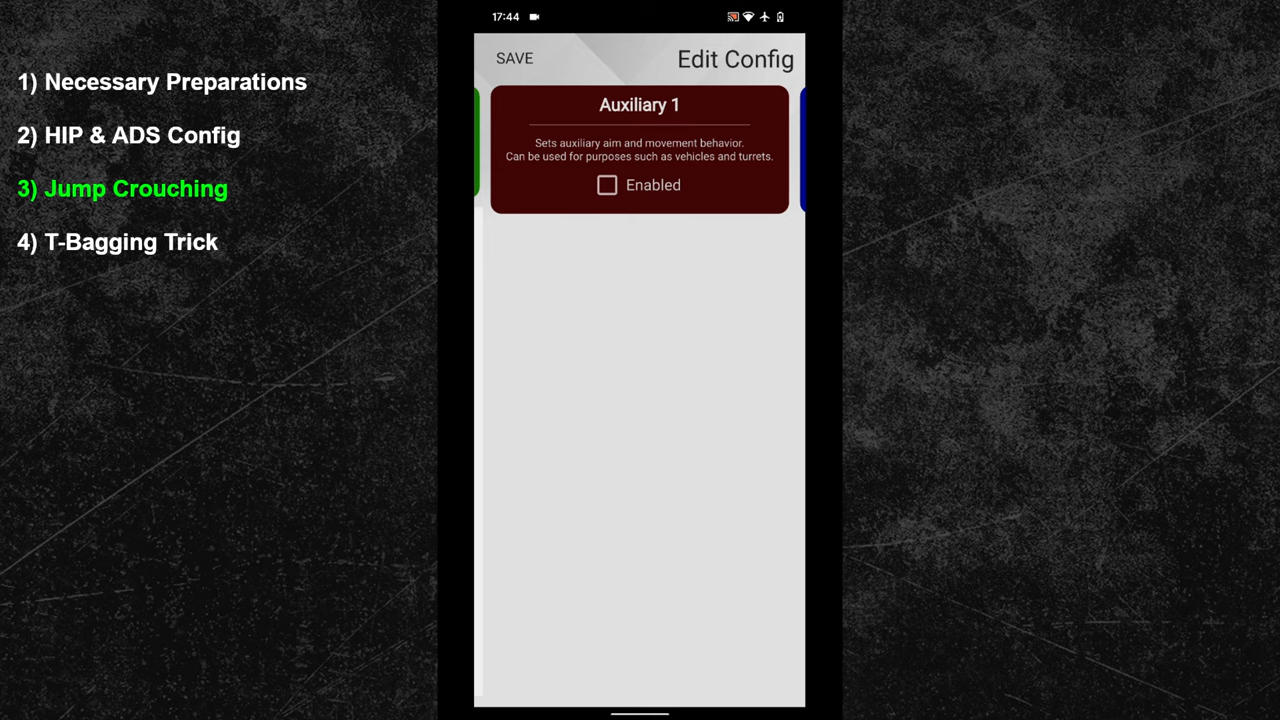 1) Necessary Preparations
2) HIP & ADS Config
3) Jump Crouching
4) T-Bagging Trick
17:44
SAVE
Edit Config
Auxiliary 1
Sets auxiliary aim and movement behavior.
Can be used for purposes such as vehicles and turrets.
Enabled